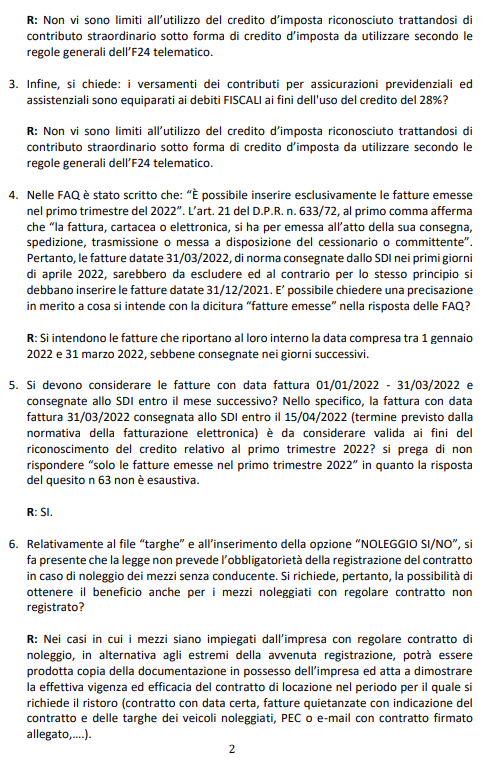 R: Non vi sono limiti all'utilizzo del credito d'imposta riconosciuto trattandosi di
contributo straordinario sotto forma di credito d'imposta da utilizzare secondo le
regole generali dell'F24 telematico.
3. Infine, si chiede: i versamenti dei contributi per assicurazioni previdenziali ed
assistenziali sono equiparati ai debiti FISCALI ai fini dell'uso del credito del 28%?
R: Non vi sono limiti all'utilizzo del credito d'imposta riconosciuto trattandosi di
contributo straordinario sotto forma di credito d'imposta da utilizzare secondo le
regole generali dell'F24 telematico.
4. Nelle FAQ è stato scritto che: "È possibile inserire esclusivamente le fatture emesse
nel primo trimestre del 2022". L'art. 21 del D.P.R. n. 633/72, al primo comma afferma
che "la fattura, cartacea o elettronica, si ha per emessa all'atto della sua consegna,
spedizione, trasmissione o messa a disposizione del cessionario o committente".
Pertanto, le fatture datate 31/03/2022, di norma consegnate dallo SDI nei primi giorni
di aprile 2022, sarebbero da escludere ed al contrario per lo stesso principio si
debbano inserire le fatture datate 31/12/2021. E' possibile chiedere una precisazione
in merito a cosa si intende con la dicitura "fatture emesse" nella risposta delle FAQ?
R: Si intendono le fatture che riportano al loro interno la data compresa tra 1 gennaio
2022 e 31 marzo 2022, sebbene consegnate nei giorni successivi.
5. Si devono considerare le fatture con data fattura 01/01/2022 - 31/03/2022 e
consegnate allo SDI entro il mese successivo? Nello specifico, la fattura con data
fattura 31/03/2022 consegnata allo SDI entro il 15/04/2022 (termine previsto dalla
normativa della fatturazione elettronica) è da considerare valida ai fini del
riconoscimento del credito relativo al primo trimestre 2022? si prega di non
rispondere "solo le fatture emesse nel primo trimestre 2022" in quanto la risposta
del quesito n 63 non è esaustiva.
R: SI.
6. Relativamente al file "targhe" e all'inserimento della opzione "NOLEGGIO SI/NO", si
fa presente che la legge non prevede l'obbligatorietà della registrazione del contratto
in caso di noleggio dei mezzi senza conducente. Si richiede, pertanto, la possibilità di
ottenere il beneficio anche per i mezzi noleggiati con regolare contratto non
registrato?
R: Nei casi in cui i mezzi siano impiegati dall'impresa con regolare contratto di
noleggio, in alternativa agli estremi della avvenuta registrazione, potrà essere
prodotta copia della documentazione in possesso dell'impresa ed atta a dimostrare
la effettiva vigenza ed efficacia del contratto di locazione nel periodo per il quale si
richiede il ristoro (contratto con data certa, fatture quietanzate con indicazione del
contratto e delle targhe dei veicoli noleggiati, PEC o e-mail con contratto firmato
allegato,....).
2